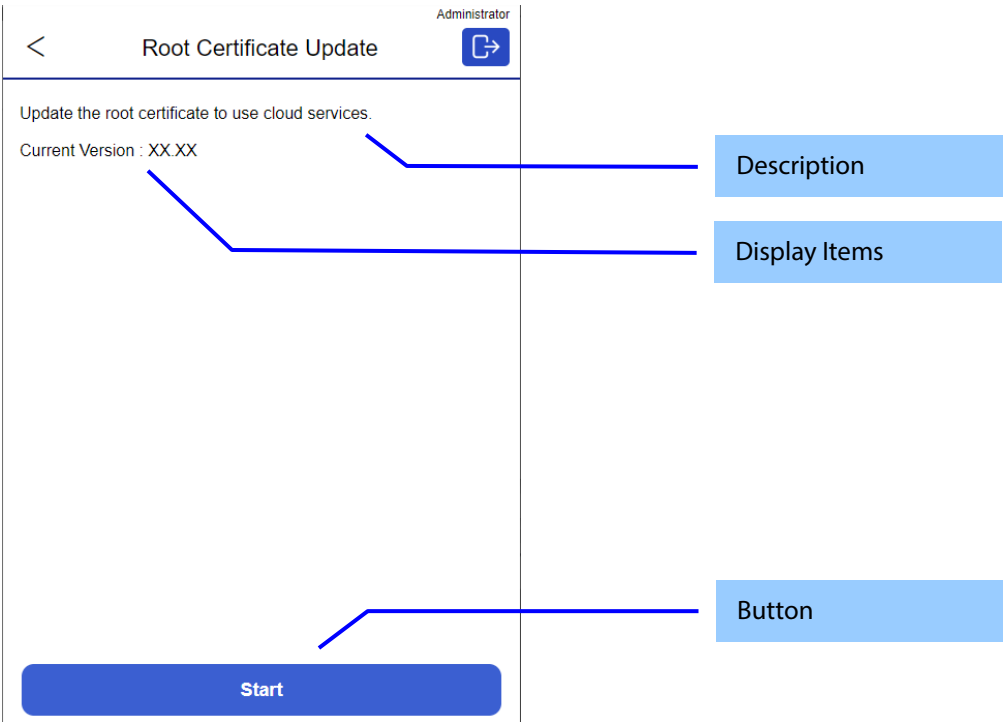 Administrator
Root Certificate Update
Update the root certificate to use cloud services.
Current Version : XX.XX
Description
Display Items
Button
Start